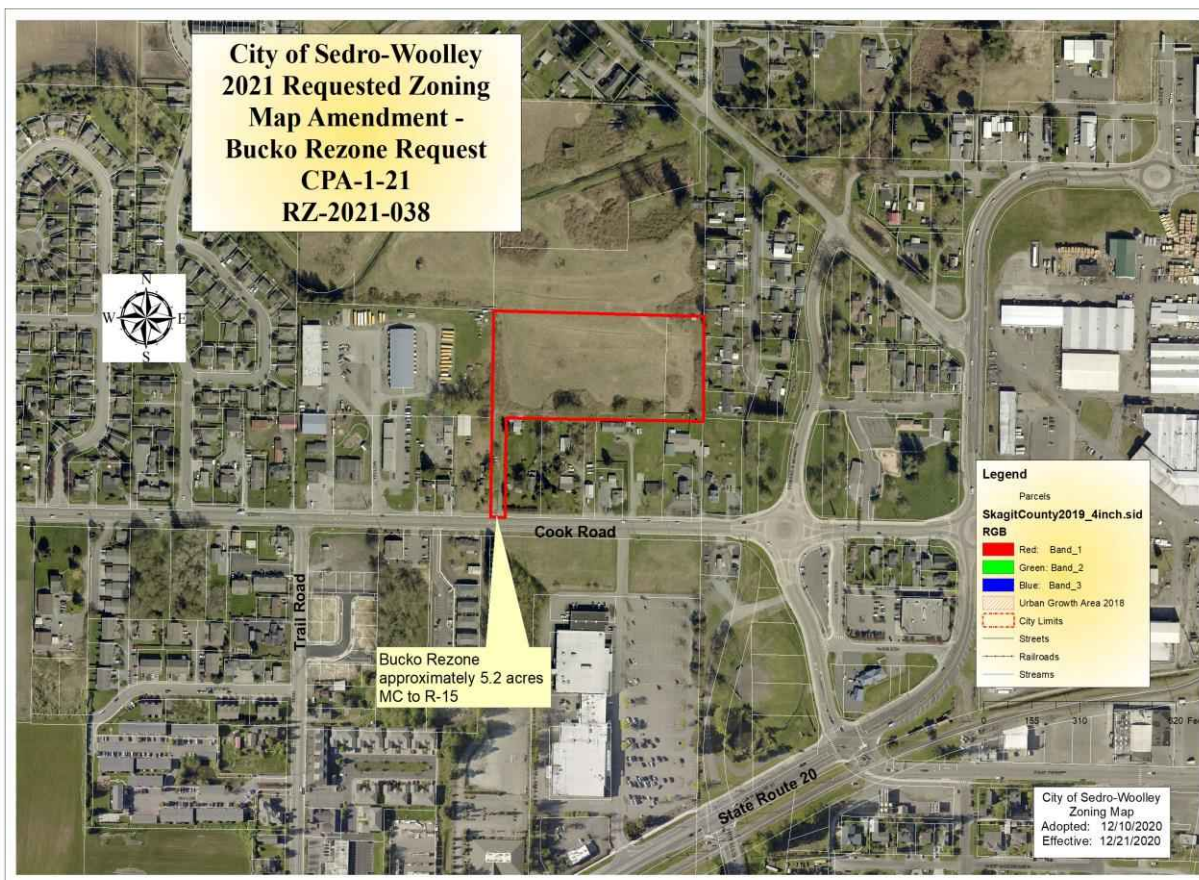 City of Sedro-Woolley
2021 Requested Zoning
Map Amendment -
Bucko Rezone Request
CPA-1-21
RZ-2021-038
N
W
E
S
Cook Road
Trail Road
Bucko Rezone
approximately 5.2 acres
MC to R-15
State Route 20
Legend
Parcels
SkagitCounty2019_4inch.sid
RGB
Red: Band_1
Green: Band_2
Blue: Band_3
Urban Growth Area 2018
City Limits
Streets
Railroads
Streams
0 155 310
City of Sedro-Woolley
Zoning Map
Adopted: 12/10/2020
Effective: 12/21/2020